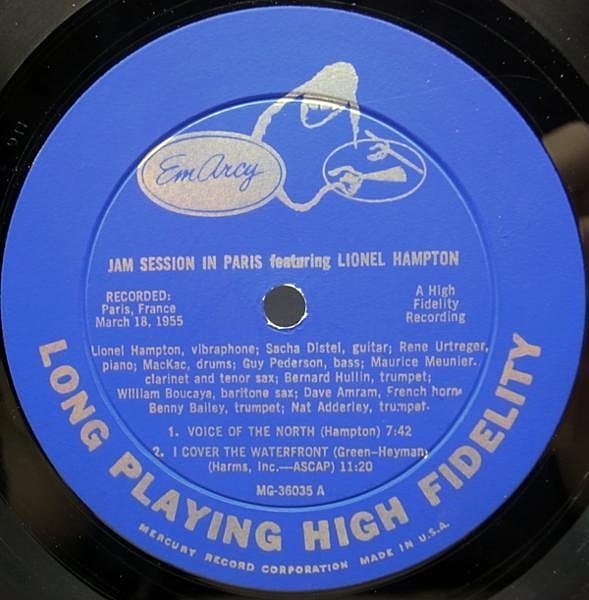 EmArcy
JAM SESSION IN PARIS featuring LIONEL HAMPTON
RECORDED:
Paris, France
March 18, 1955
A High
Fidelity
Recording
Lionel Hampton, vibraphone; Sacha Distel, guitar; Rene Urtreger,
piano; MacKac, drums; Guy Pederson, bass; Maurice Meunier,
clarinet and tenor sax; Bernard Hullin, trumpet;
William Boucaya, baritone sax; Dave Amram, French horn
Benny Bailey, trumpet; Nat Adderley, trumpet.
1. VOICE OF THE NORTH (Hampton) 7:42
2. I COVER THE WATERFRONT (Green-Heyman)
(Harms, Inc.—ASCAP) 11:20
MG-36035 A
LONG PLAYING HIGH FIDELITY
MERCURY RECORD CORPORATION MADE IN U.S.A.